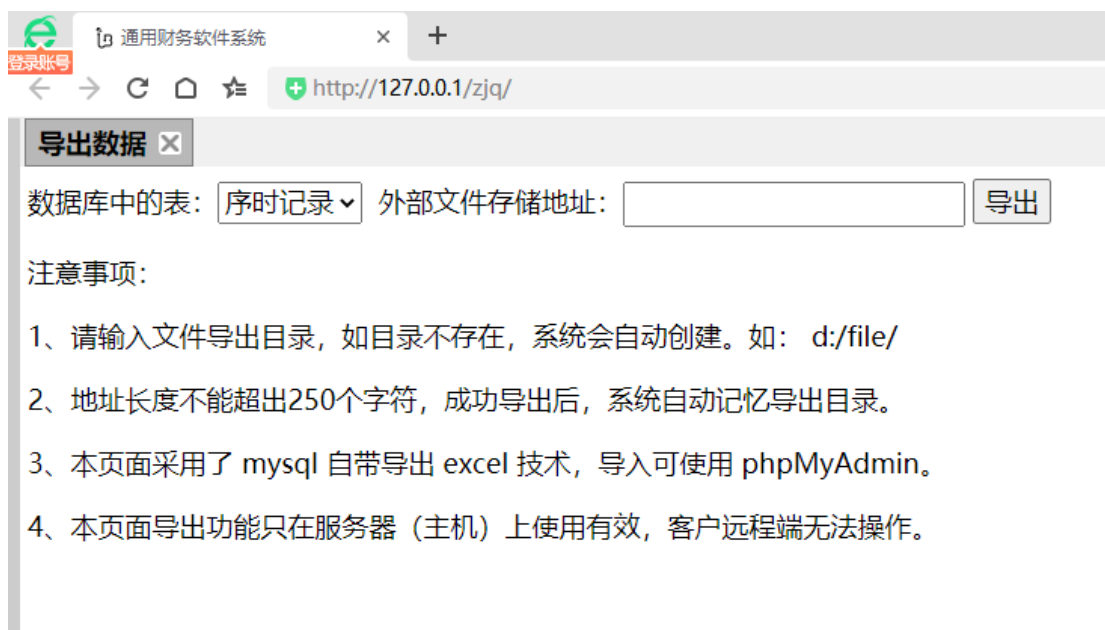 通用财务软件系统
登录账号
http://127.0.0.1/zjq/
导出数据
数据库中的表： 序时记录 外部文件存储地址： 导出
注意事项：
1、请输入文件导出目录，如目录不存在，系统会自动创建。如： d:/file/
2、地址长度不能超出250个字符，成功导出后，系统自动记忆导出目录。
3、本页面采用了 mysql 自带导出 excel 技术，导入可使用 phpMyAdmin。
4、本页面导出功能只在服务器（主机）上使用有效，客户远程端无法操作。